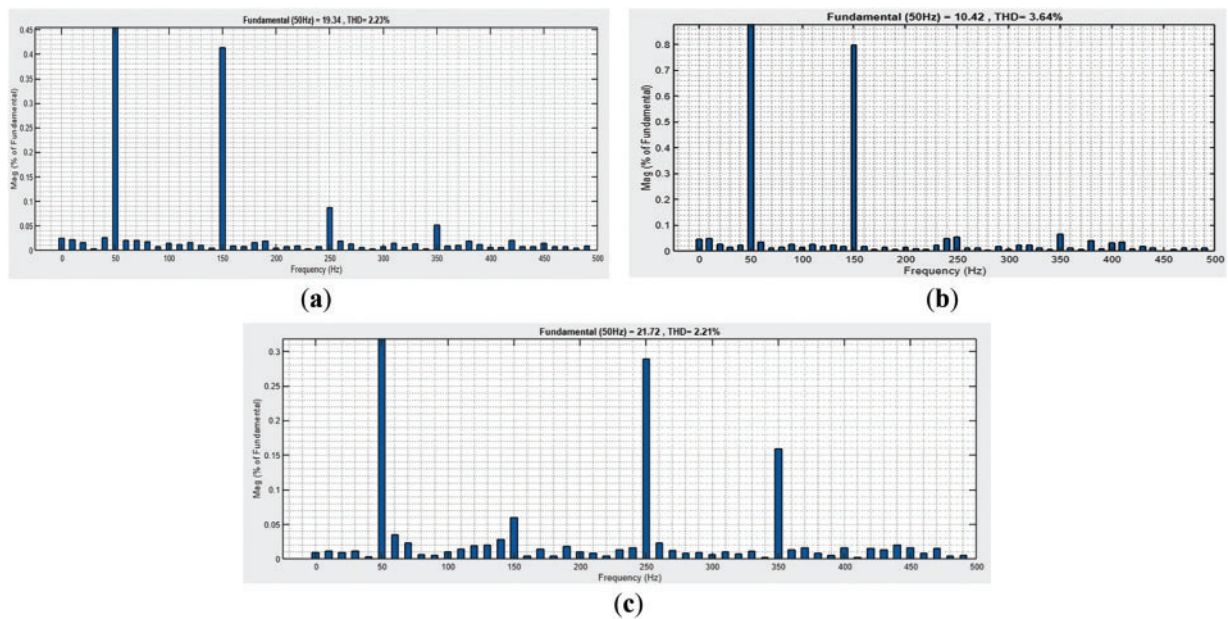 Fundamental (50Hz) = 19.34 , THD= 2.23%
Mag (% of Fundamental)
0.45
0.4
0.35
0.3
0.25
0.2
0.15
0.1
0.05
0
0 50 100 150 200 250 300 350 400 450 500
Frequency (Hz)
(a)
Fundamental (50Hz) = 10.42 , THD= 3.64%
Mag (% of Fundamental)
0.8
0.7
0.6
0.5
0.4
0.3
0.2
0.1
0
0 50 100 150 200 250 300 350 400 450 500
Frequency (Hz)
(b)
Fundamental (50Hz) = 21.72 , THD= 2.21%
Mag (% of Fundamental)
0.3
0.25
0.2
0.15
0.1
0.05
0
0 50 100 150 200 250 300 350 400 450 500
Frequency (Hz)
(c)